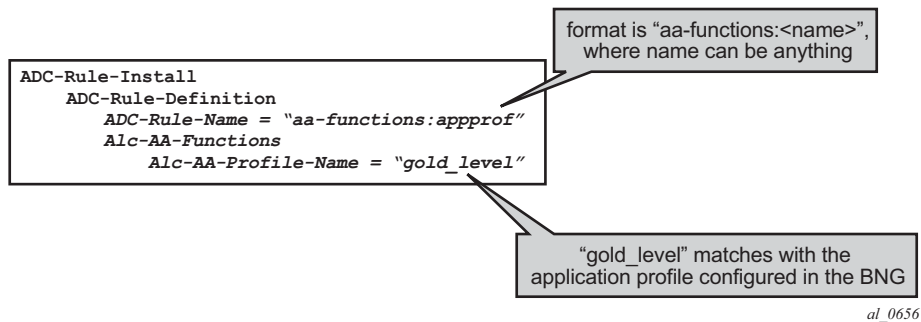 format is “aa-functions:<name>”,
where name can be anything
ADC-Rule-Install
ADC-Rule-Definition
ADC-Rule-Name = “aa-functions:appprof”
Alc-AA-Functions
Alc-AA-Profile-Name = “gold_level”
“gold_level” matches with the
application profile configured in the BNG
al_0656